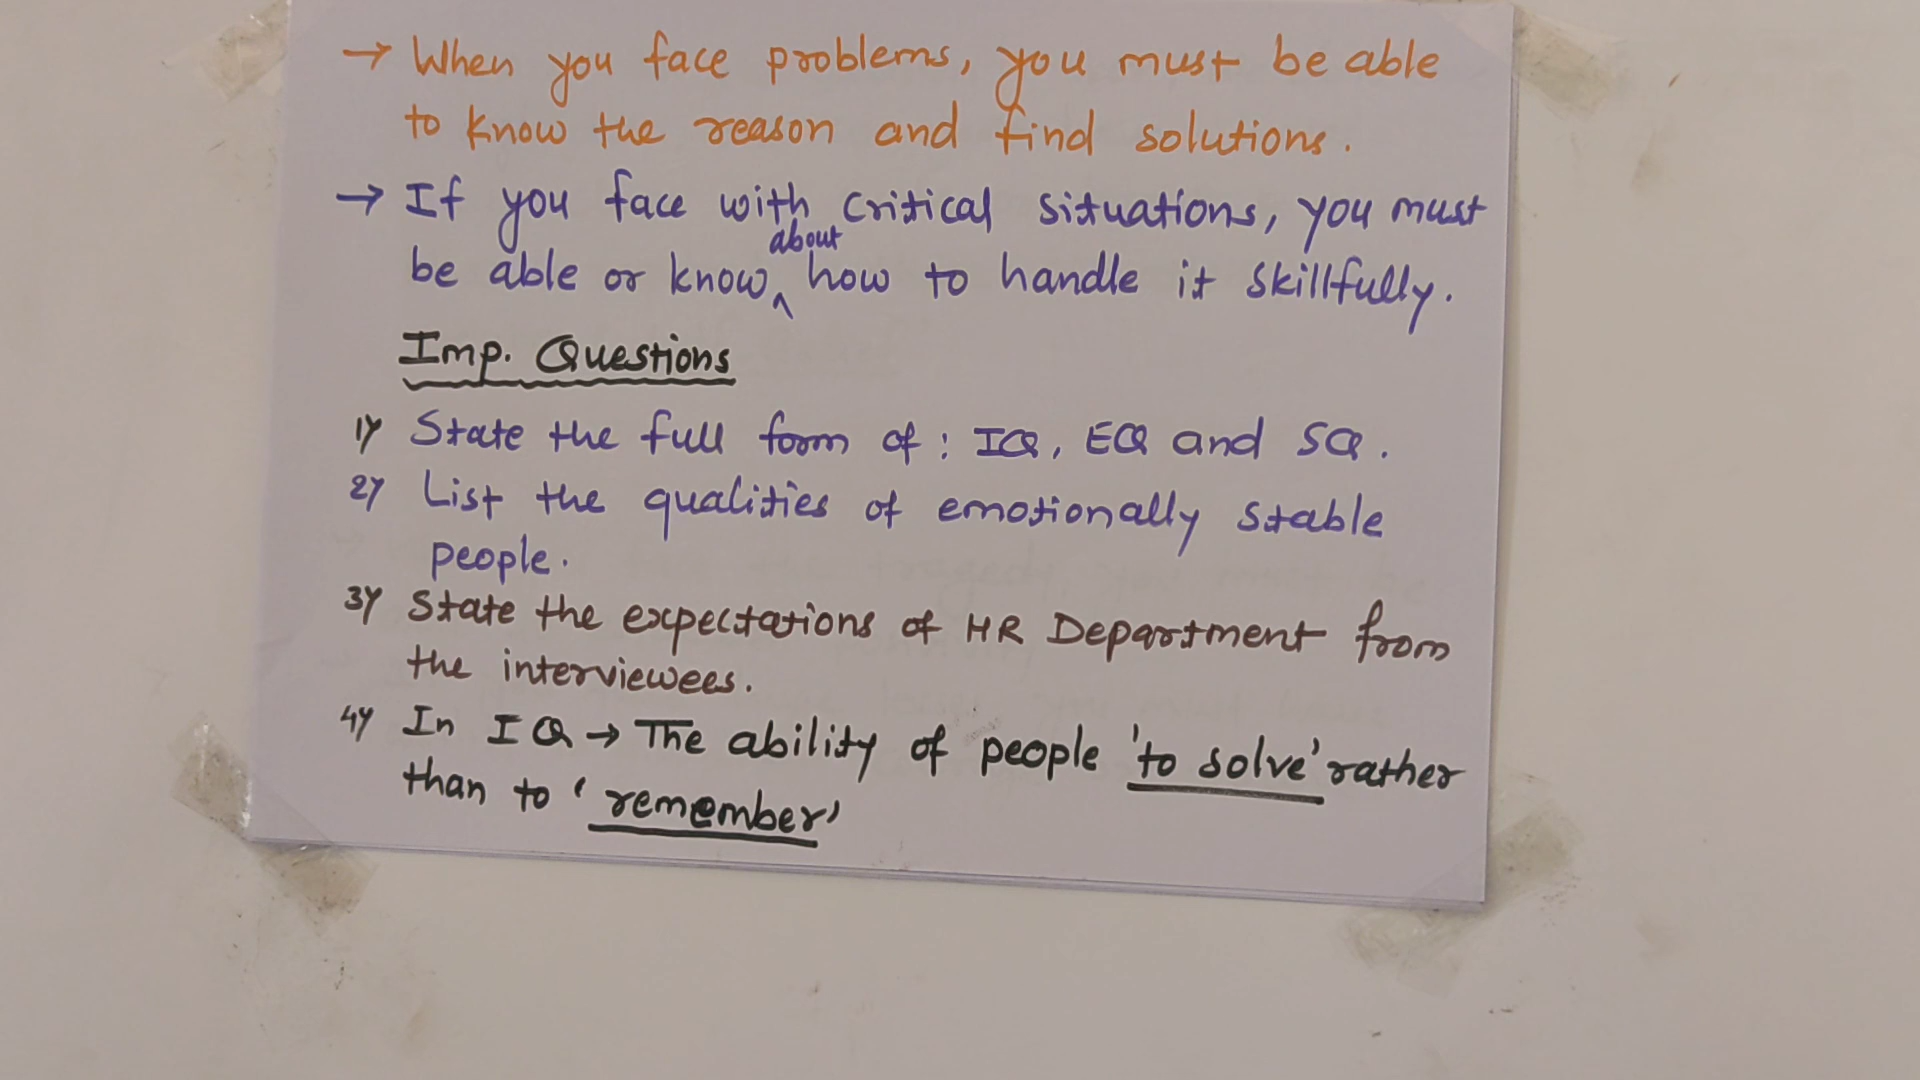 → When you face problems, you must be able
to know the reason and find solutions.
→ If you face with critical situations, you must
about
be able or know ^ how to handle it skillfully.
Imp. Questions
1) State the full form of : IQ, EQ and SQ.
2) List the qualities of emotionally stable
people.
3) State the expectations of HR Department from
the interviewees.
4) In IQ → The ability of people 'to solve' rather
than to 'remember'